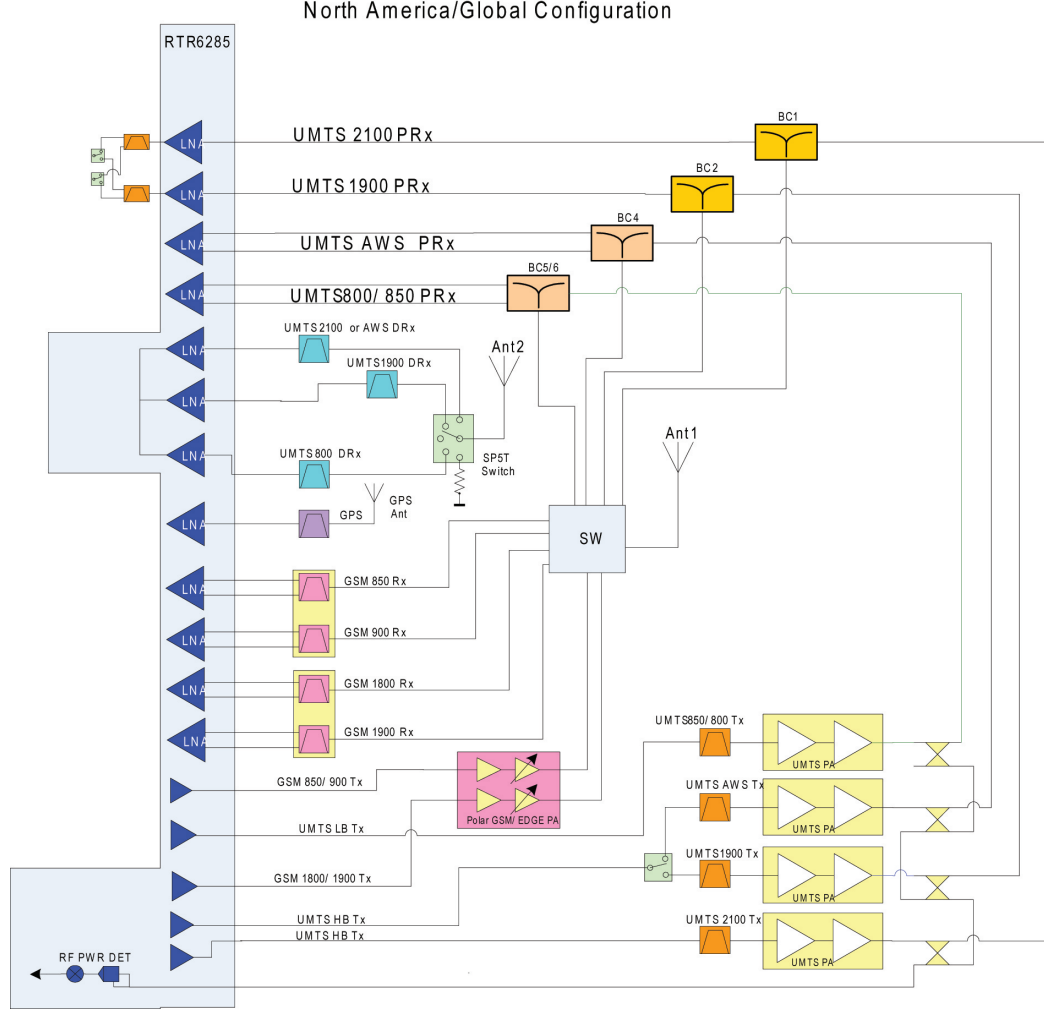 North America/Global Configuration
RTR6285
BC1
LNA
UMTS 2100 PRx
BC2
LNA
UMTS 1900 PRx
BC4
LNA
UMTS AWS PRx
BC5/6
LNA
UMTS800/ 850 PRx
UMTS2100 or AWS DRx
LNA
Ant2
UMTS1900 DRx
LNA
Ant1
UMTS800 DRx
LNA
SP5T
Switch
GPS
Ant
LNA
GPS
SW
LNA
GSM 850 Rx
LNA
GSM 900 Rx
LNA
GSM 1800 Rx
UMTS850/ 800 Tx
LNA
GSM 1900 Rx
UMTS PA
GSM 850/ 900 Tx
UMTS AWS Tx
Polar GSM/ EDGE PA
UMTS LB Tx
UMTS PA
UMTS1900 Tx
GSM 1800/ 1900 Tx
UMTS PA
UMTS HB Tx
UMTS 2100 Tx
UMTS HB Tx
RF PWR DET
UMTS PA